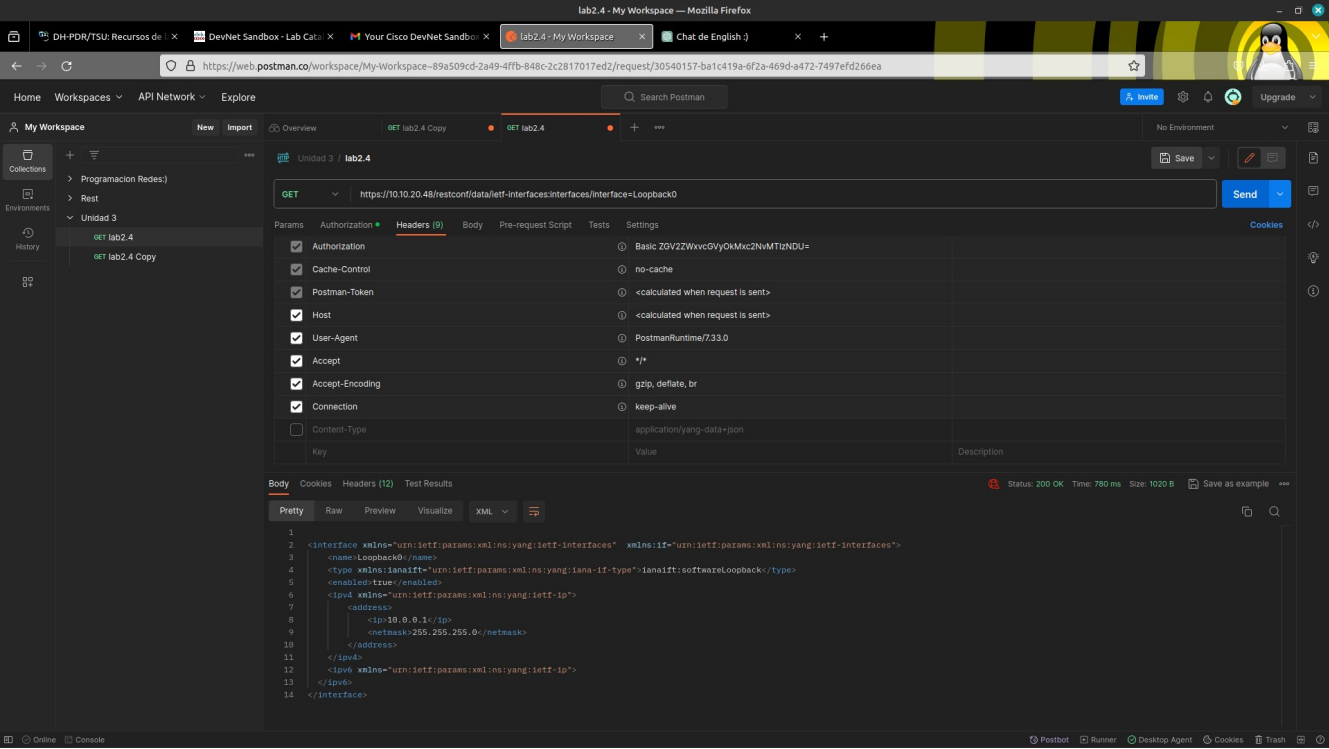 lab2.4 - My Workspace — Mozilla Firefox
DH-PDR/TSU: Recursos de l
DevNet Sandbox - Lab Catal
Your Cisco DevNet Sandbox
lab2.4 - My Workspace
Chat de English :)
https://web.postman.co/workspace/My-Workspace~89a509cd-2a49-4ffb-848c-2c2817017ed2/request/30540157-ba1c419a-6f2a-469d-a472-7497efd266ea
Home Workspaces API Network Explore
Search Postman
Invite
Upgrade
My Workspace New Import
Overview GET lab2.4 Copy GET lab2.4
No Environment
Collections
Environments
History
Programacion Redes:)
Rest
Unidad 3
GET lab2.4
GET lab2.4 Copy
HTTP Unidad 3 / lab2.4
Save
GET https://10.10.20.48/restconf/data/ietf-interfaces:interfaces/interface=Loopback0 Send
Params Authorization Headers (9) Body Pre-request Script Tests Settings Cookies
Authorization Basic ZGV2ZWxvcGVyOkMxc2NvMTIzNDU=
Cache-Control no-cache
Postman-Token <calculated when request is sent>
Host <calculated when request is sent>
User-Agent PostmanRuntime/7.33.0
Accept */*
Accept-Encoding gzip, deflate, br
Connection keep-alive
Content-Type application/yang-data+json
Key Value Description
Body Cookies Headers (12) Test Results Status: 200 OK Time: 780 ms Size: 1020 B Save as example
Pretty Raw Preview Visualize XML
1
2 <interface xmlns="urn:ietf:params:xml:ns:yang:ietf-interfaces" xmlns:if="urn:ietf:params:xml:ns:yang:ietf-interfaces">
3 <name>Loopback0</name>
4 <type xmlns:ianaift="urn:ietf:params:xml:ns:yang:iana-if-type">ianaift:softwareLoopback</type>
5 <enabled>true</enabled>
6 <ipv4 xmlns="urn:ietf:params:xml:ns:yang:ietf-ip">
7 <address>
8 <ip>10.0.0.1</ip>
9 <netmask>255.255.255.0</netmask>
10 </address>
11 </ipv4>
12 <ipv6 xmlns="urn:ietf:params:xml:ns:yang:ietf-ip">
13 </ipv6>
14 </interface>
Online Console
Postbot Runner Desktop Agent Cookies Trash